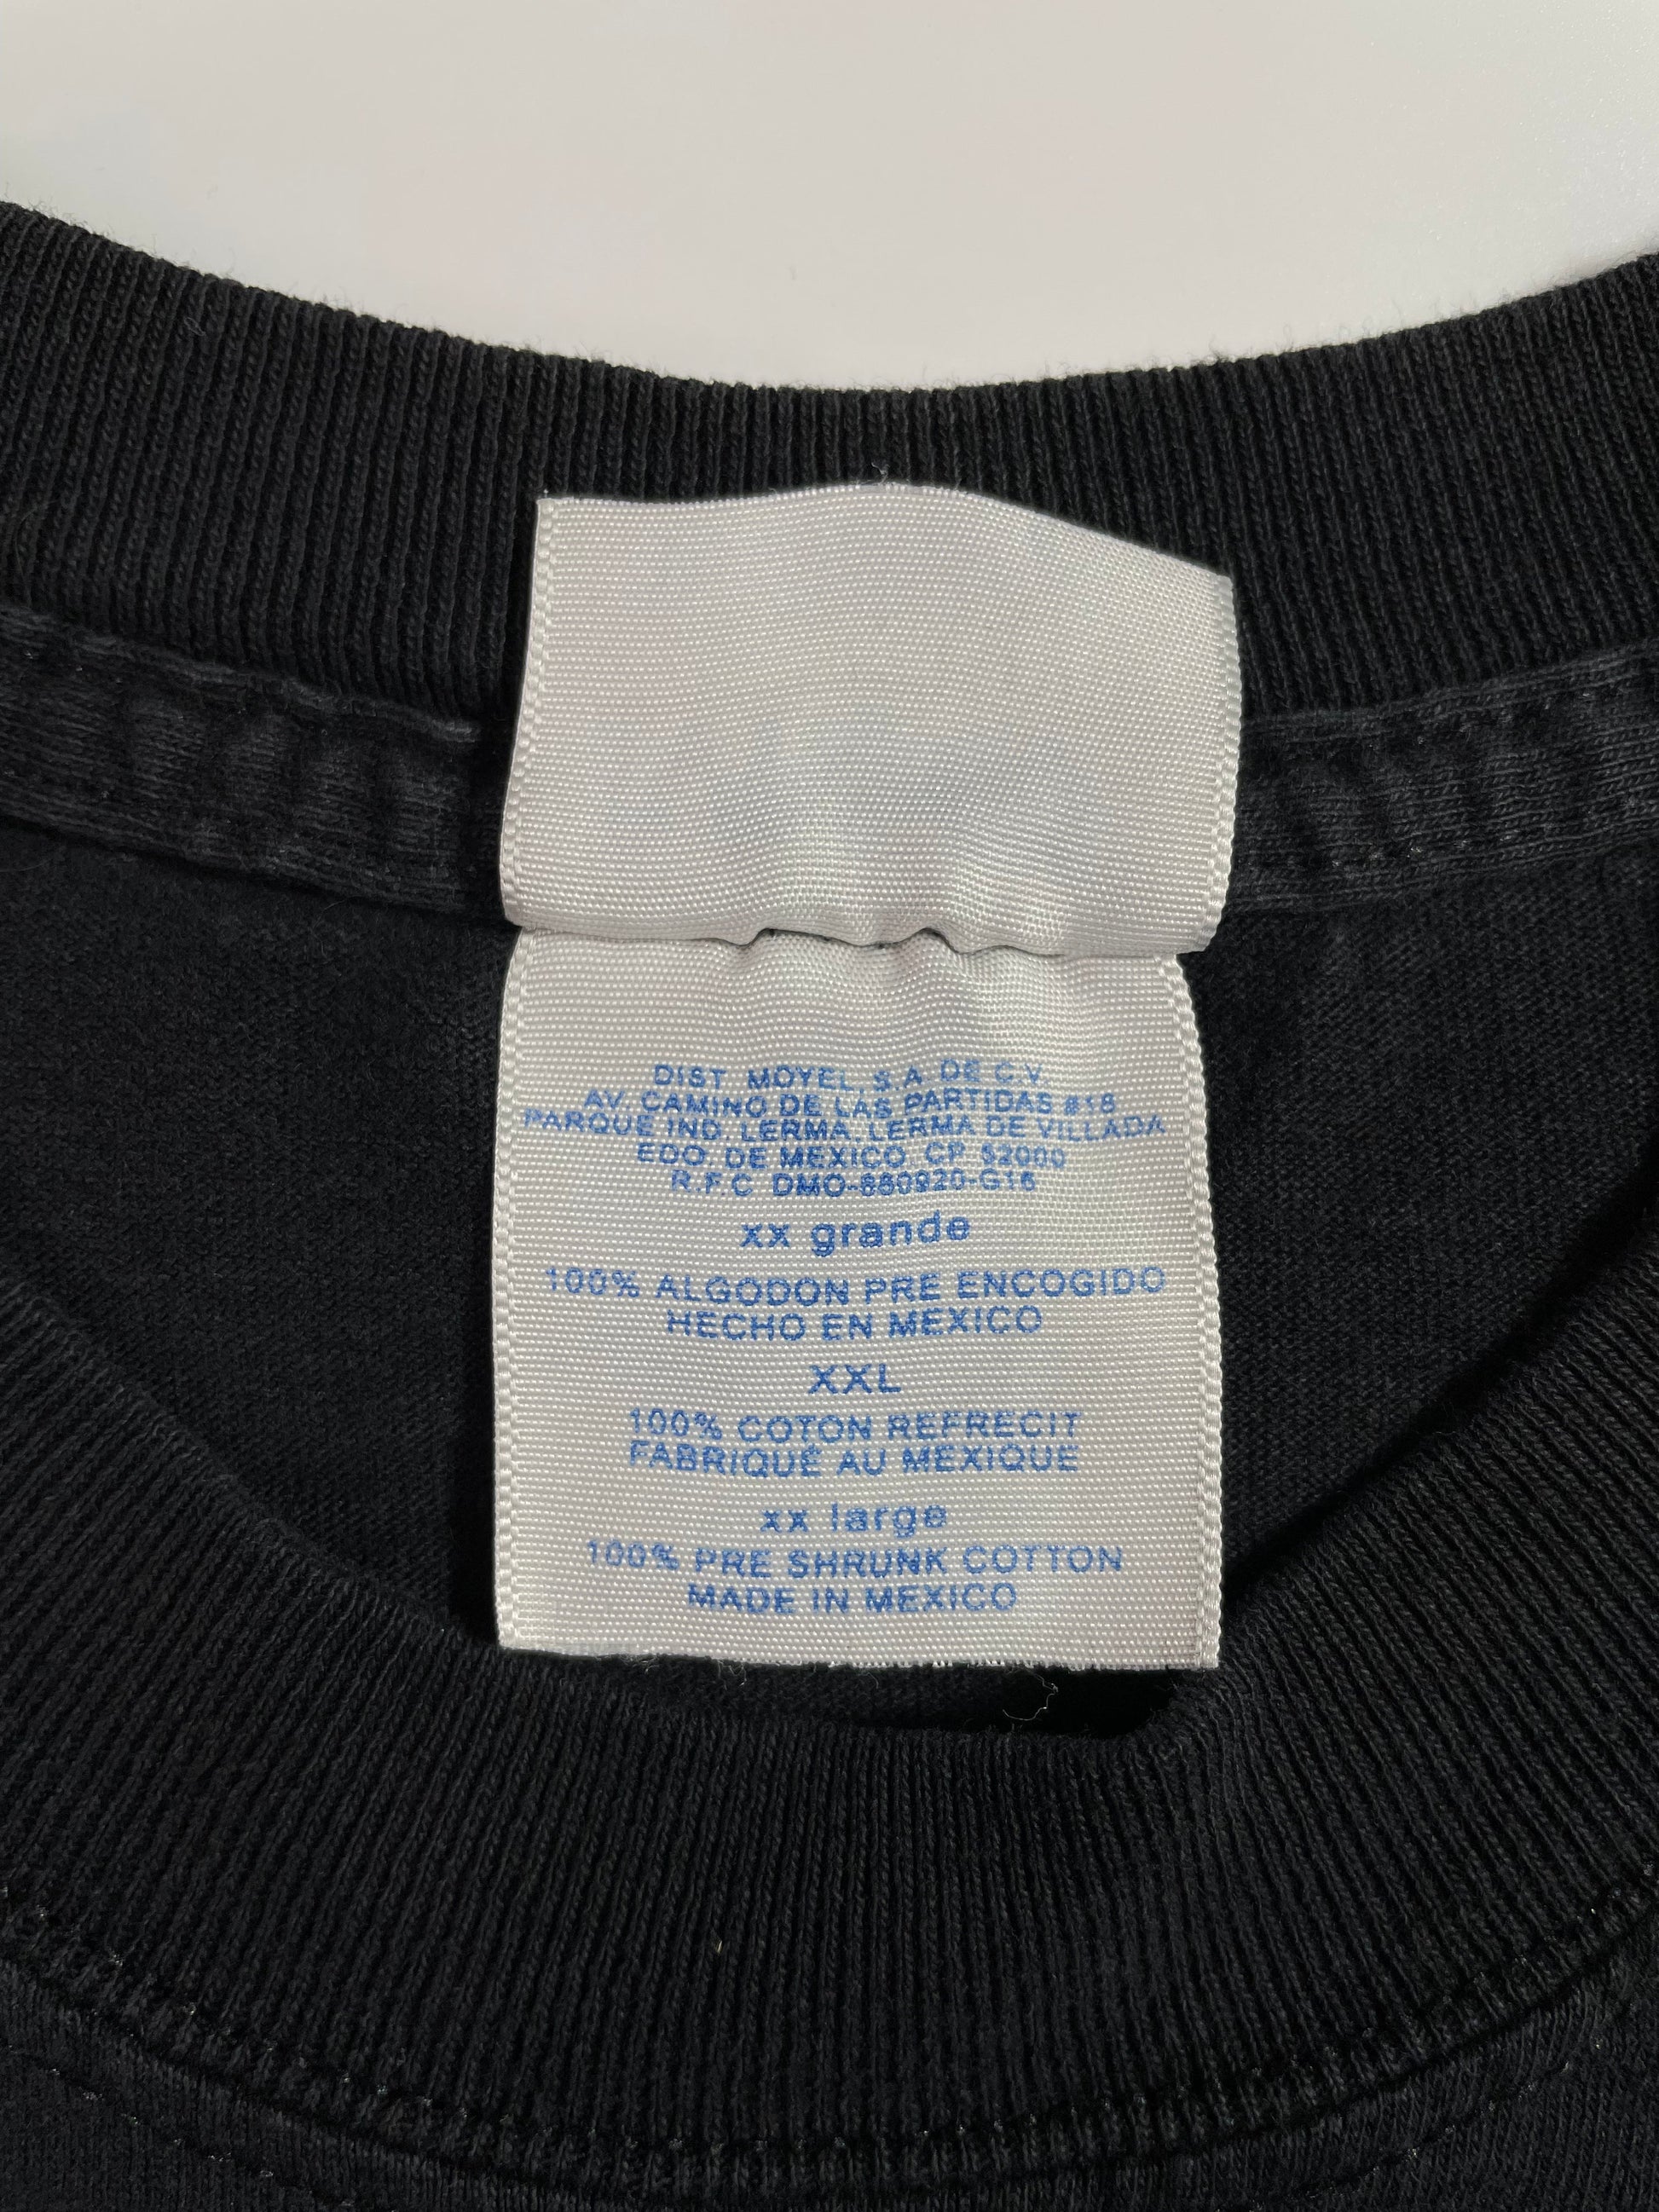 DIST. MOYEL, S.A. DE C.V.
AV. CAMINO DE LAS PARTIDAS #18
PARQUE IND. LERMA, LERMA DE VILLADA
EDO. DE MEXICO, CP. 52000
R.F.C DMO-880920-G16
xx grande
100% ALGODON PRE ENCOGIDO
HECHO EN MEXICO
XXL
100% COTON REFRECIT
FABRIQUÉ AU MEXIQUE
xx large
100% PRE SHRUNK COTTON
MADE IN MEXICO